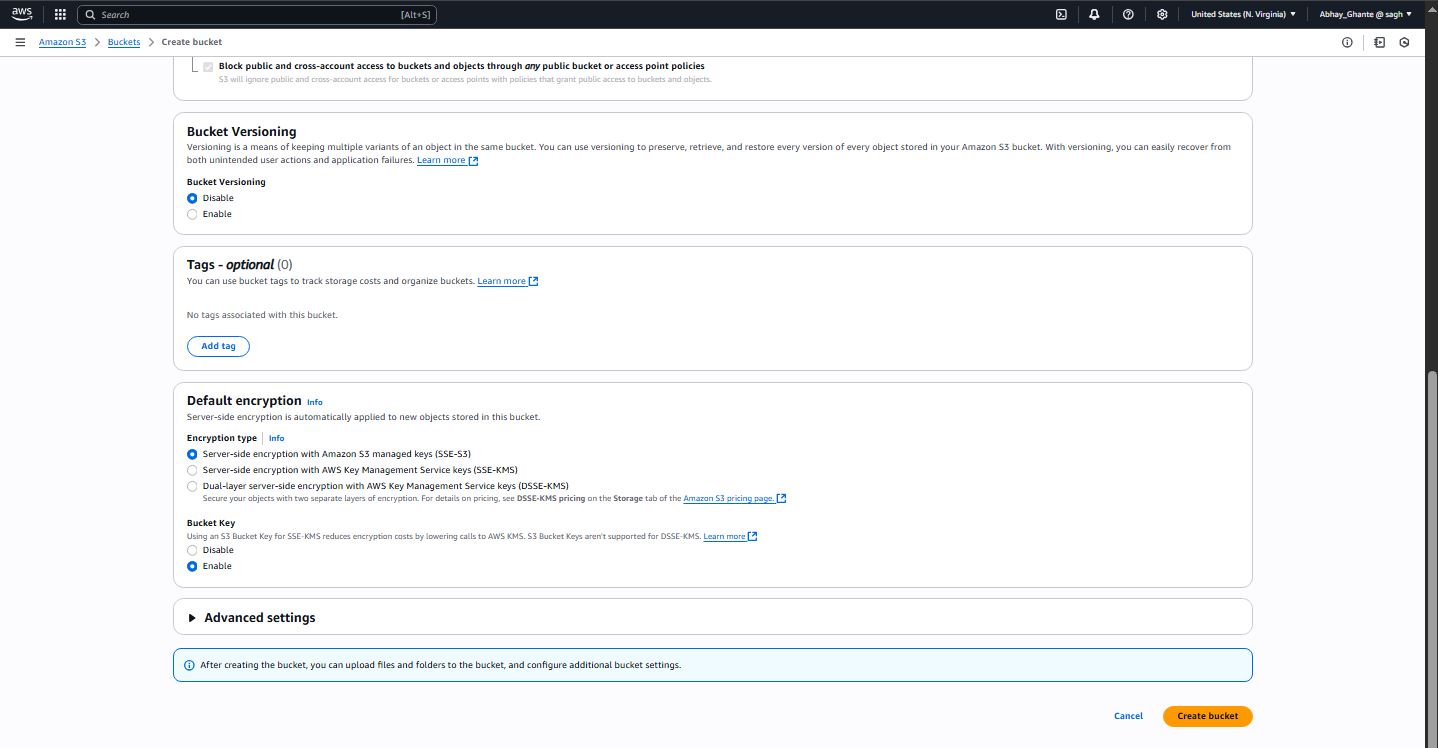 aws
Search
[Alt+S]
United States (N. Virginia)
Abhay_Ghante @ sagh
Amazon S3 > Buckets > Create bucket
Block public and cross-account access to buckets and objects through any public bucket or access point policies
S3 will ignore public and cross-account access for buckets or access points with policies that grant public access to buckets and objects.
Bucket Versioning
Versioning is a means of keeping multiple variants of an object in the same bucket. You can use versioning to preserve, retrieve, and restore every version of every object stored in your Amazon S3 bucket. With versioning, you can easily recover from
both unintended user actions and application failures. Learn more
Bucket Versioning
Disable
Enable
Tags - optional (0)
You can use bucket tags to track storage costs and organize buckets. Learn more
No tags associated with this bucket.
Add tag
Default encryption Info
Server-side encryption is automatically applied to new objects stored in this bucket.
Encryption type Info
Server-side encryption with Amazon S3 managed keys (SSE-S3)
Server-side encryption with AWS Key Management Service keys (SSE-KMS)
Dual-layer server-side encryption with AWS Key Management Service keys (DSSE-KMS)
Secure your objects with two separate layers of encryption. For details on pricing, see DSSE-KMS pricing on the Storage tab of the Amazon S3 pricing page.
Bucket Key
Using an S3 Bucket Key for SSE-KMS reduces encryption costs by lowering calls to AWS KMS. S3 Bucket Keys aren't supported for DSSE-KMS. Learn more
Disable
Enable
Advanced settings
After creating the bucket, you can upload files and folders to the bucket, and configure additional bucket settings.
Cancel
Create bucket